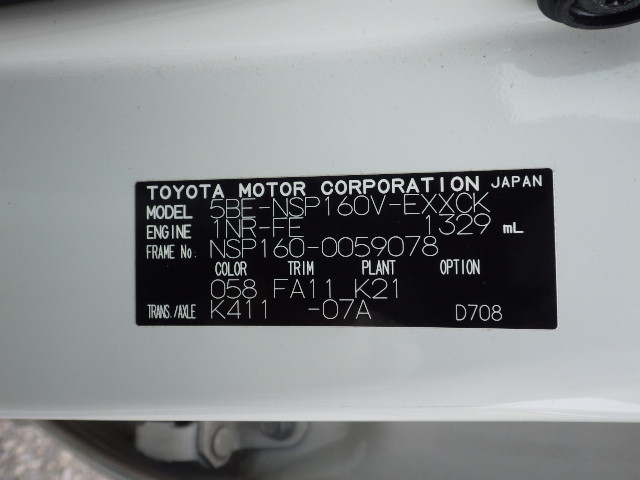 TOYOTA MOTOR CORPORATION JAPAN
MODEL 5BE-NSP160V-EXXCK
ENGINE 1NR-FE 1329 mL
FRAME No. NSP160-0059078
COLOR TRIM PLANT OPTION
058 FA11 K21
TRANS./AXLE K411 -07A D708